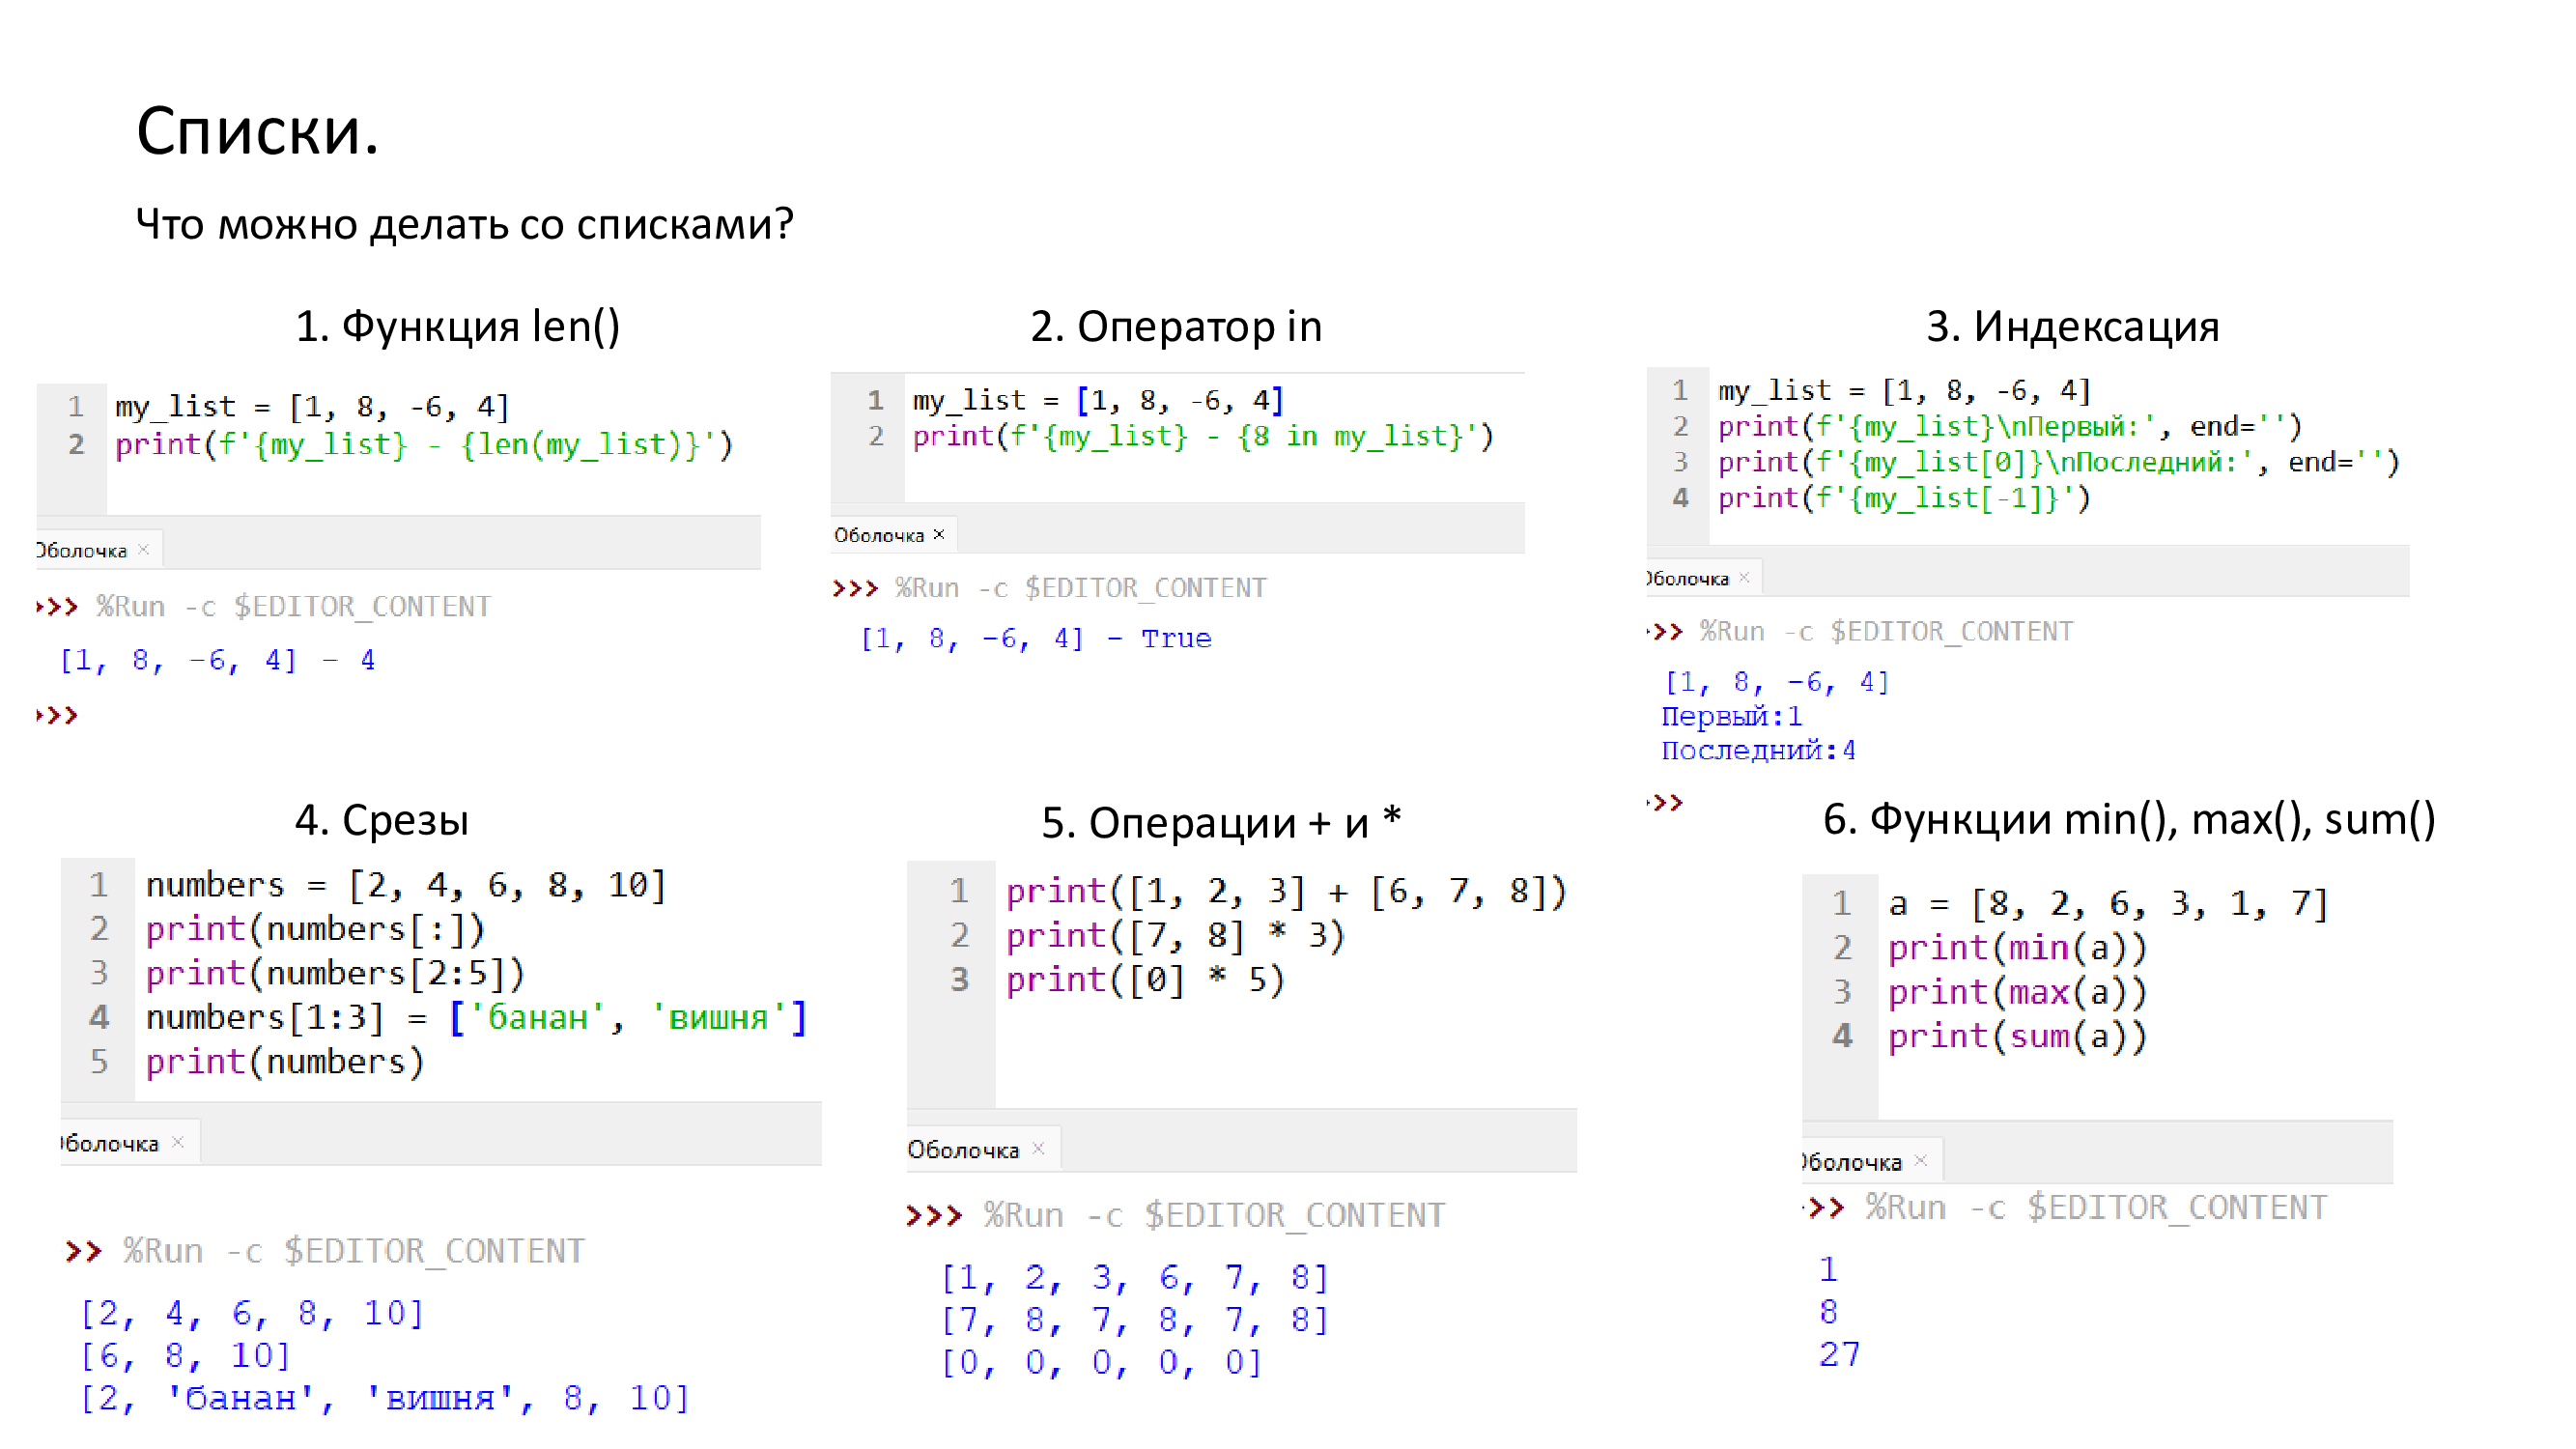 Списки.
Что можно делать со списками?
1. Функция len()
1 my_list = [1, 8, -6, 4]
2 print(f'{my_list} - {len(my_list)}')
Оболочка ×
>>> %Run -c $EDITOR_CONTENT
[1, 8, -6, 4] - 4
>>>
2. Оператор in
1 my_list = [1, 8, -6, 4]
2 print(f'{my_list} - {8 in my_list}')
Оболочка ×
>>> %Run -c $EDITOR_CONTENT
[1, 8, -6, 4] - True
3. Индексация
1 my_list = [1, 8, -6, 4]
2 print(f'{my_list}\nПервый:', end='')
3 print(f'{my_list[0]}\nПоследний:', end='')
4 print(f'{my_list[-1]}')
Оболочка ×
>>> %Run -c $EDITOR_CONTENT
[1, 8, -6, 4]
Первый:1
Последний:4
>>>
4. Срезы
1 numbers = [2, 4, 6, 8, 10]
2 print(numbers[:])
3 print(numbers[2:5])
4 numbers[1:3] = ['банан', 'вишня']
5 print(numbers)
Оболочка ×
>> %Run -c $EDITOR_CONTENT
[2, 4, 6, 8, 10]
[6, 8, 10]
[2, 'банан', 'вишня', 8, 10]
5. Операции + и *
1 print([1, 2, 3] + [6, 7, 8])
2 print([7, 8] * 3)
3 print([0] * 5)
Оболочка ×
>>> %Run -c $EDITOR_CONTENT
[1, 2, 3, 6, 7, 8]
[7, 8, 7, 8, 7, 8]
[0, 0, 0, 0, 0]
6. Функции min(), max(), sum()
1 a = [8, 2, 6, 3, 1, 7]
2 print(min(a))
3 print(max(a))
4 print(sum(a))
Оболочка ×
>>> %Run -c $EDITOR_CONTENT
1
8
27